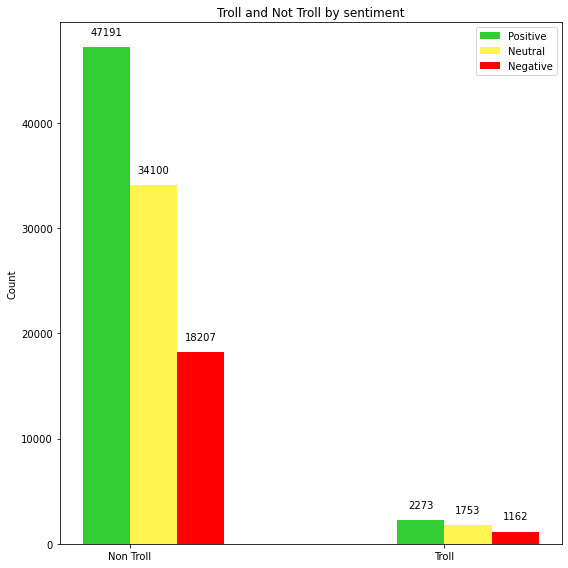 Troll and Not Troll by sentiment
47191
34100
18207
2273
1753
1162
Positive
Neutral
Negative
Count
40000
30000
20000
10000
0
Non Troll
Troll